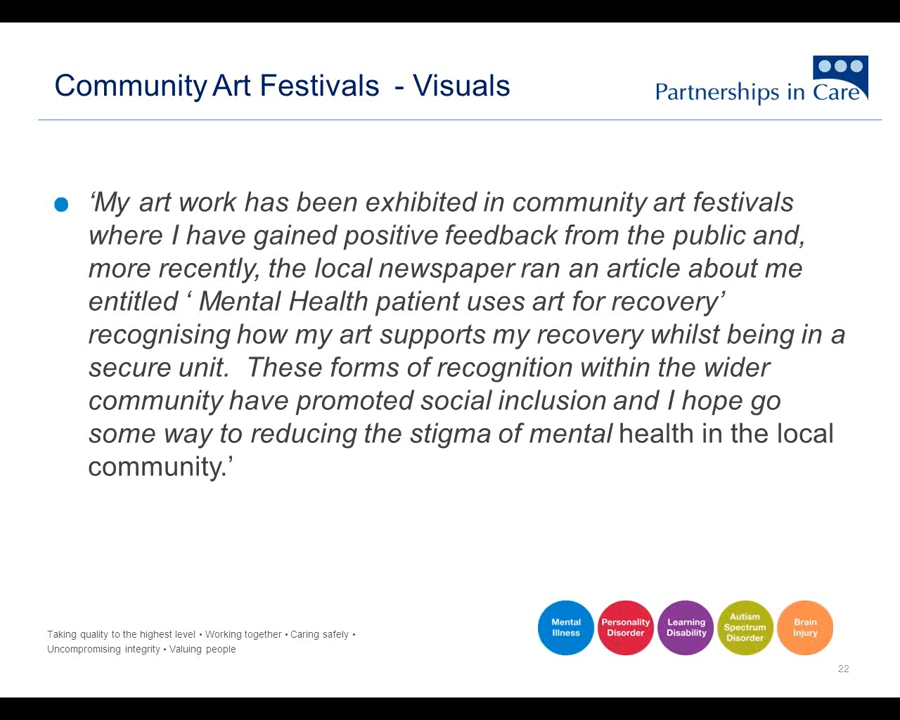 Community Art Festivals - Visuals
Partnerships in Care
‘My art work has been exhibited in community art festivals
where I have gained positive feedback from the public and,
more recently, the local newspaper ran an article about me
entitled ‘ Mental Health patient uses art for recovery’
recognising how my art supports my recovery whilst being in a
secure unit. These forms of recognition within the wider
community have promoted social inclusion and I hope go
some way to reducing the stigma of mental health in the local
community.’
Taking quality to the highest level • Working together • Caring safely •
Uncompromising integrity • Valuing people
Mental
Illness
Personality
Disorder
Learning
Disability
Autism
Spectrum
Disorder
Brain
Injury
22